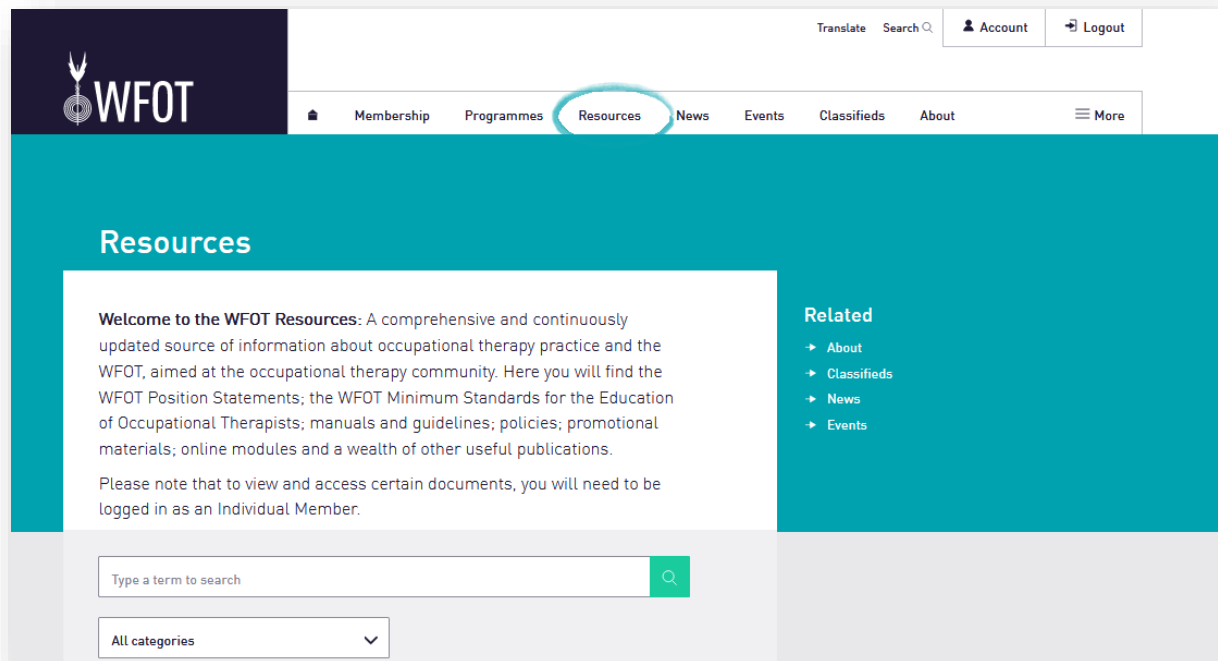 Translate Search Account Logout
WFOT
Membership Programmes Resources News Events Classifieds About More
Resources
Welcome to the WFOT Resources: A comprehensive and continuously
updated source of information about occupational therapy practice and the
WFOT, aimed at the occupational therapy community. Here you will find the
WFOT Position Statements; the WFOT Minimum Standards for the Education
of Occupational Therapists; manuals and guidelines; policies; promotional
materials; online modules and a wealth of other useful publications.
Please note that to view and access certain documents, you will need to be
logged in as an Individual Member.
Related
About
Classifieds
News
Events
Type a term to search
All categories